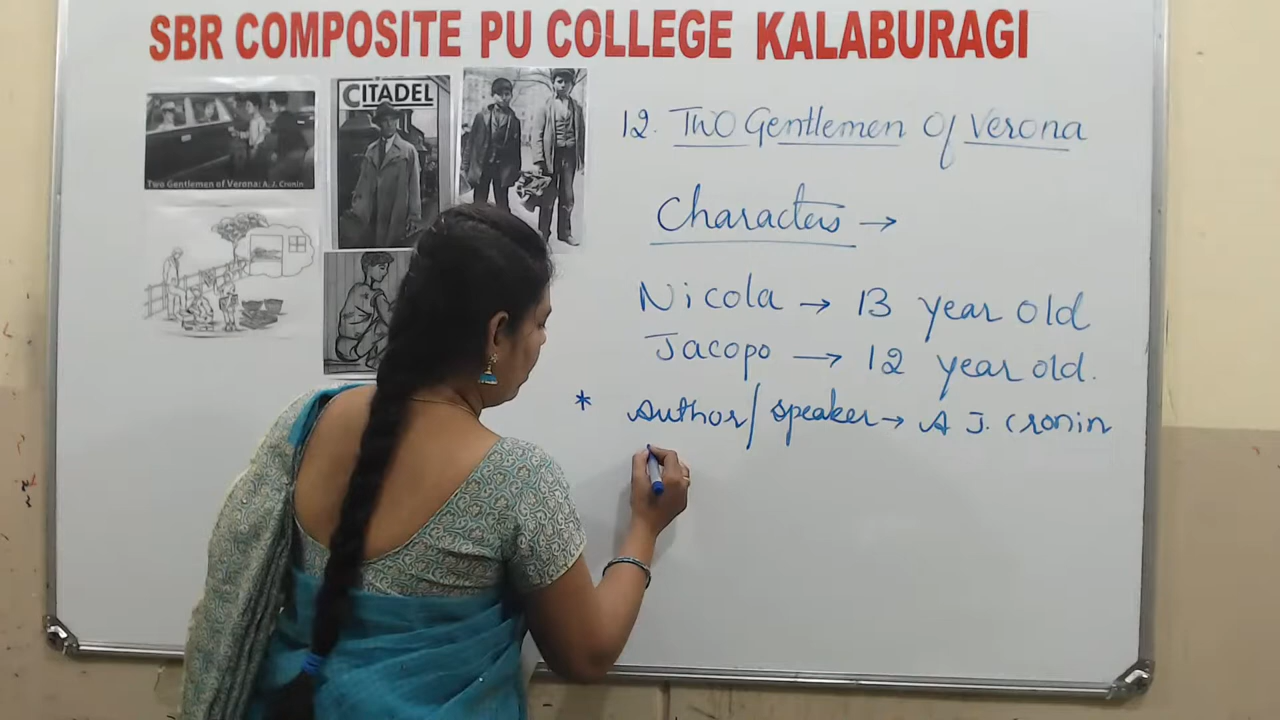 SBR COMPOSITE PU COLLEGE KALABURAGI
Two Gentlemen of Verona: A. J. Cronin
CITADEL
12. Two Gentlemen Of Verona
Characters →
Nicola → 13 year old
Jacopo → 12 year old.
* Author/speaker → A J. Cronin